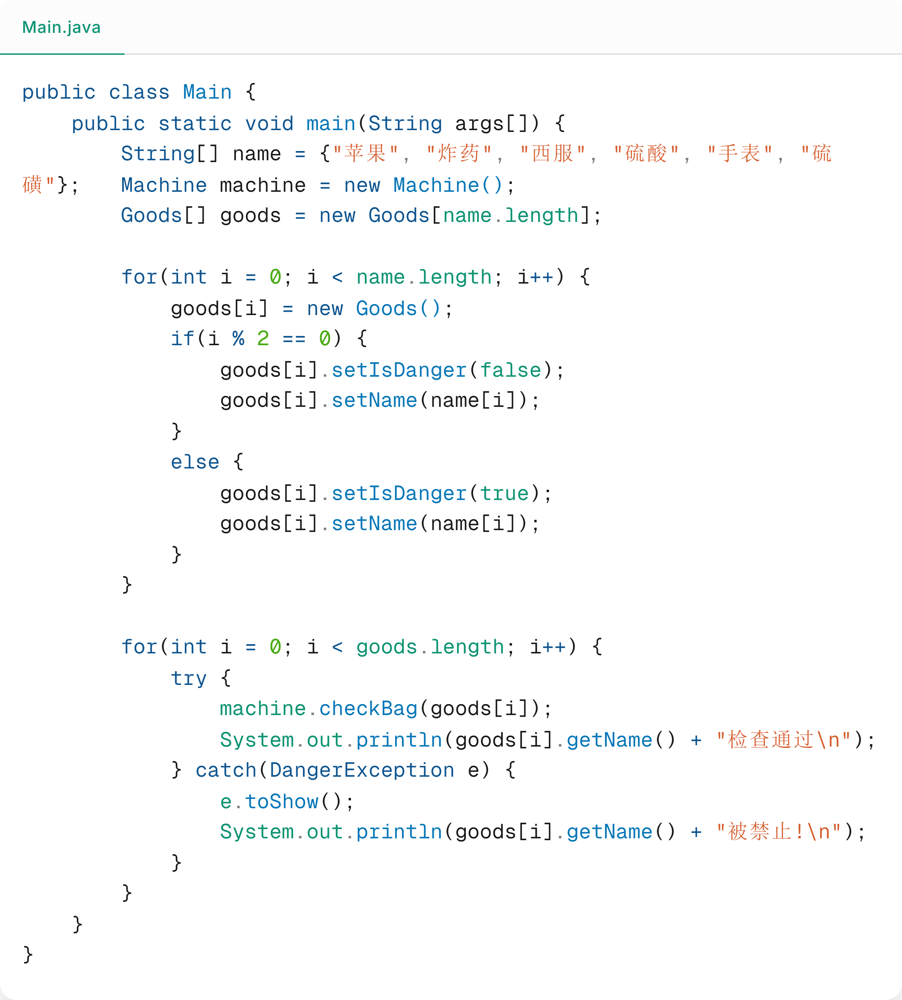 Main.java
public class Main {
    public static void main(String args[]) {
        String[] name = {"苹果", "炸药", "西服", "硫酸", "手表", "硫
磺"};   Machine machine = new Machine();
        Goods[] goods = new Goods[name.length];

        for(int i = 0; i < name.length; i++) {
            goods[i] = new Goods();
            if(i % 2 == 0) {
                goods[i].setIsDanger(false);
                goods[i].setName(name[i]);
            }
            else {
                goods[i].setIsDanger(true);
                goods[i].setName(name[i]);
            }
        }

        for(int i = 0; i < goods.length; i++) {
            try {
                machine.checkBag(goods[i]);
                System.out.println(goods[i].getName() + "检查通过\n");
            } catch(DangerException e) {
                e.toShow();
                System.out.println(goods[i].getName() + "被禁止!\n");
            }
        }
    }
}